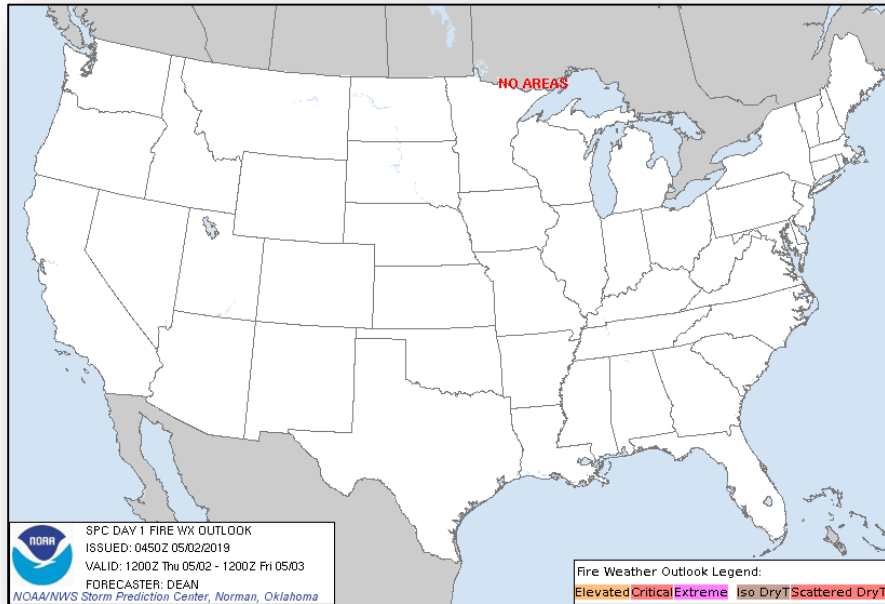 NO AREAS
noaa
SPC DAY 1 FIRE WX OUTLOOK
ISSUED: 0450Z 05/02/2019
VALID: 1200Z Thu 05/02 - 1200Z Fri 05/03
FORECASTER: DEAN
NOAA/NWS Storm Prediction Center, Norman, Oklahoma
Fire Weather Outlook Legend:
Elevated Critical Extreme Iso DryT Scattered DryT